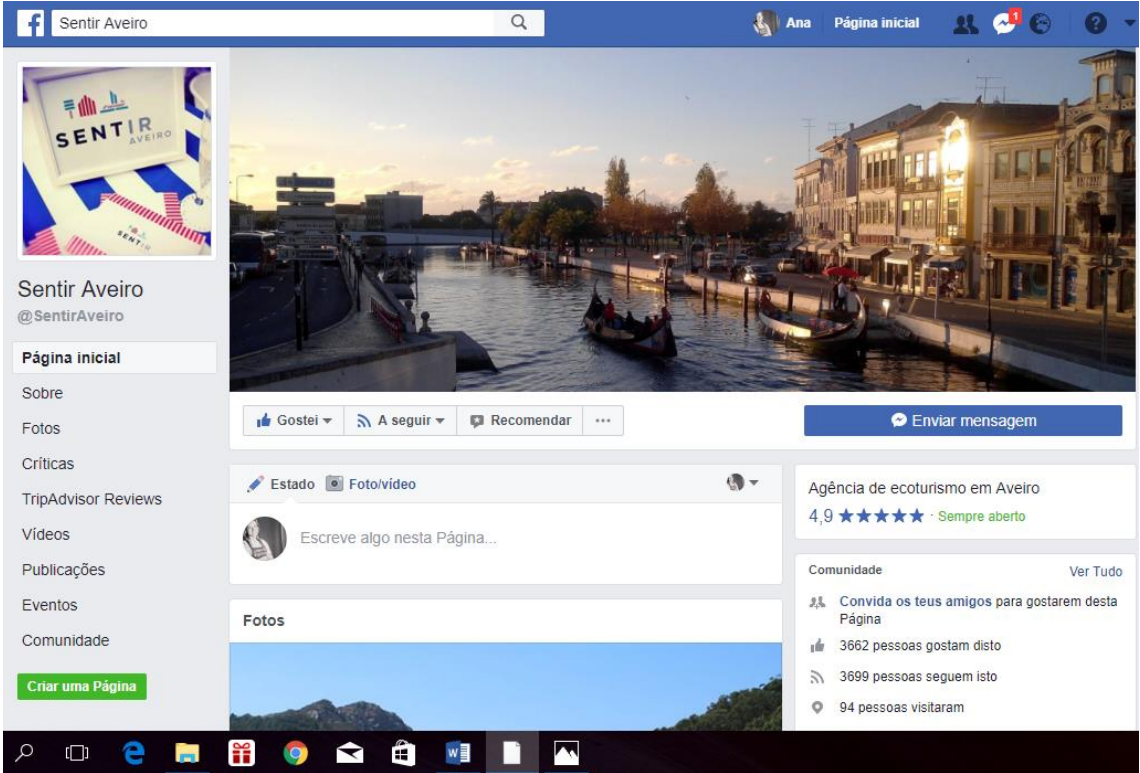 Sentir Aveiro
Ana
Página inicial
1
SENTIR
AVEIRO
SENTIR
Sentir Aveiro
@SentirAveiro
Página inicial
Sobre
Fotos
Críticas
TripAdvisor Reviews
Vídeos
Publicações
Eventos
Comunidade
Criar uma Página
Gostei
A seguir
Recomendar
Enviar mensagem
Estado
Foto/vídeo
Escreve algo nesta Página...
Fotos
Agência de ecoturismo em Aveiro
4,9 ★★★★★ · Sempre aberto
Comunidade
Ver Tudo
Convida os teus amigos para gostarem desta
Página
3662 pessoas gostam disto
3699 pessoas seguem isto
94 pessoas visitaram